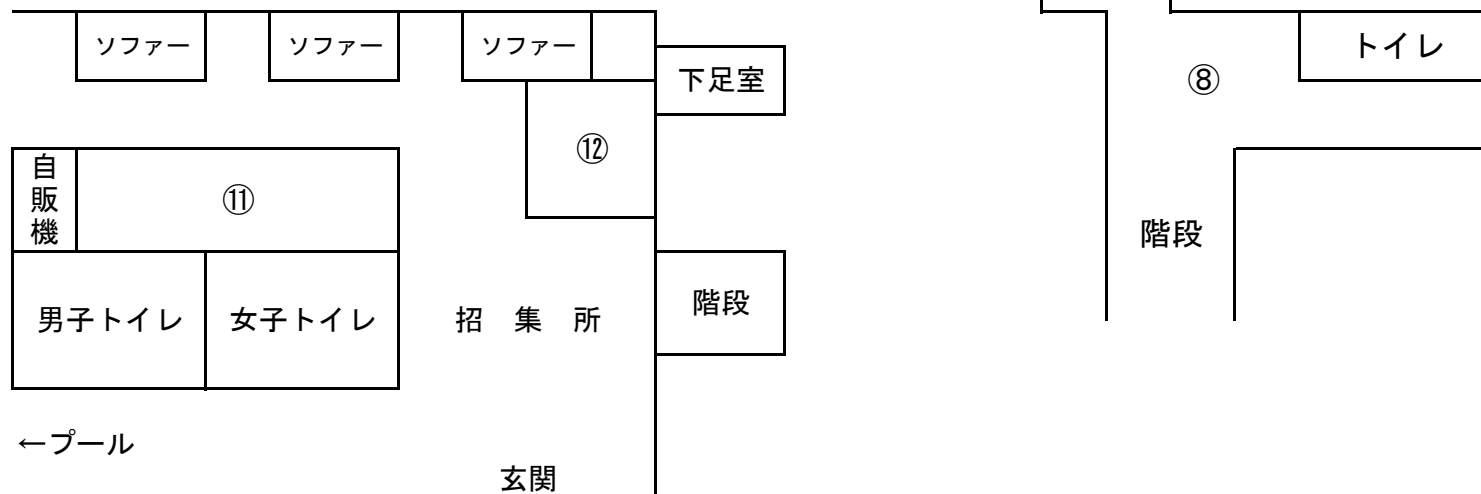 ソファー
ソファー
ソファー
下足室
⑫
自販機
⑪
男子トイレ
女子トイレ
招 集 所
階段
←プール
玄関
トイレ
⑧
階段